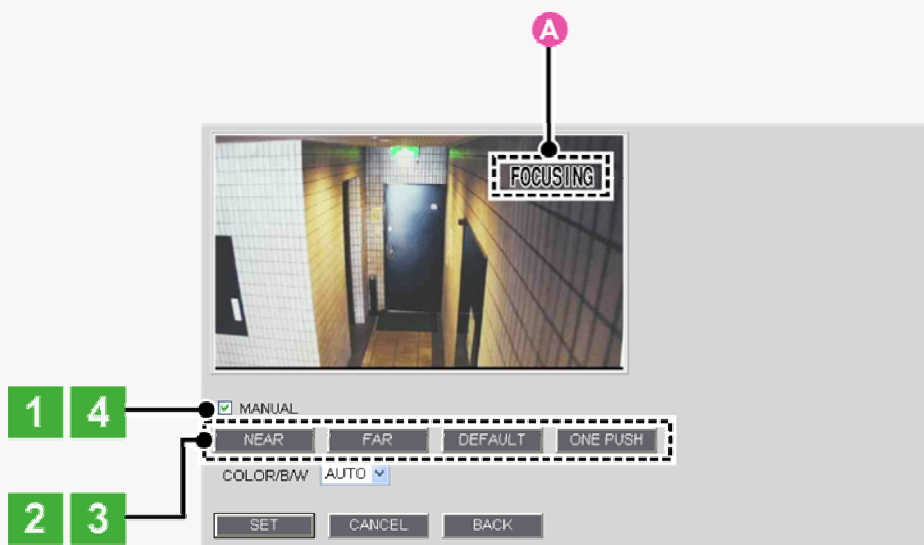 A
FOCUSING
1 4 MANUAL
NEAR FAR DEFAULT ONE PUSH
COLOR/B/W AUTO
2 3
SET CANCEL BACK